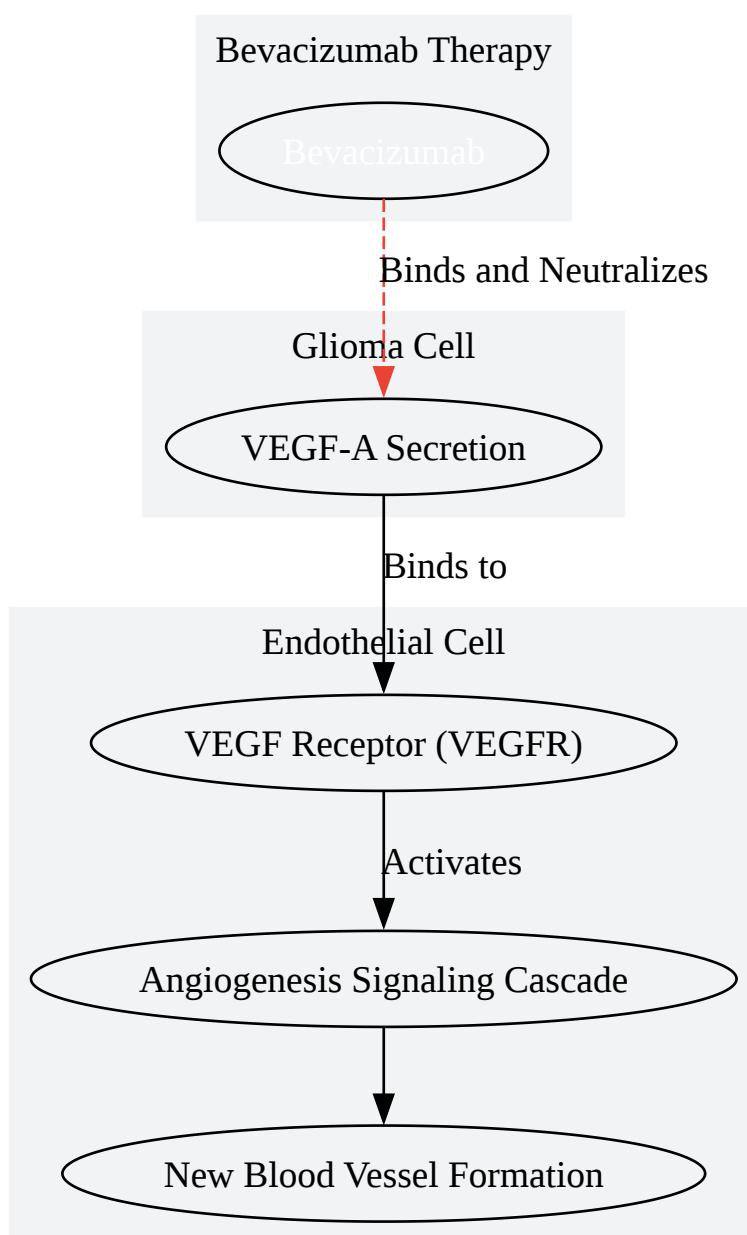 Bevacizumab Therapy
Bevacizumab
Binds and Neutralizes
Glioma Cell
VEGF-A Secretion
Binds to
Endothelial Cell
VEGF Receptor (VEGFR)
Activates
Angiogenesis Signaling Cascade
New Blood Vessel Formation